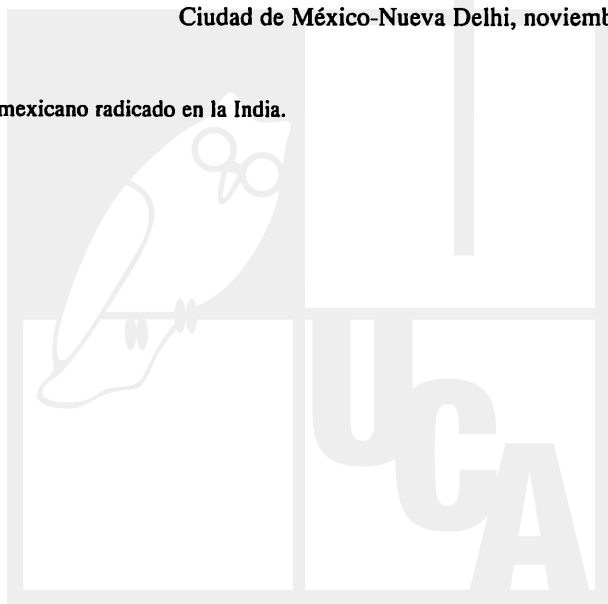 Ciudad de México-Nueva Delhi, noviemb
mexicano radicado en la India.
UCA